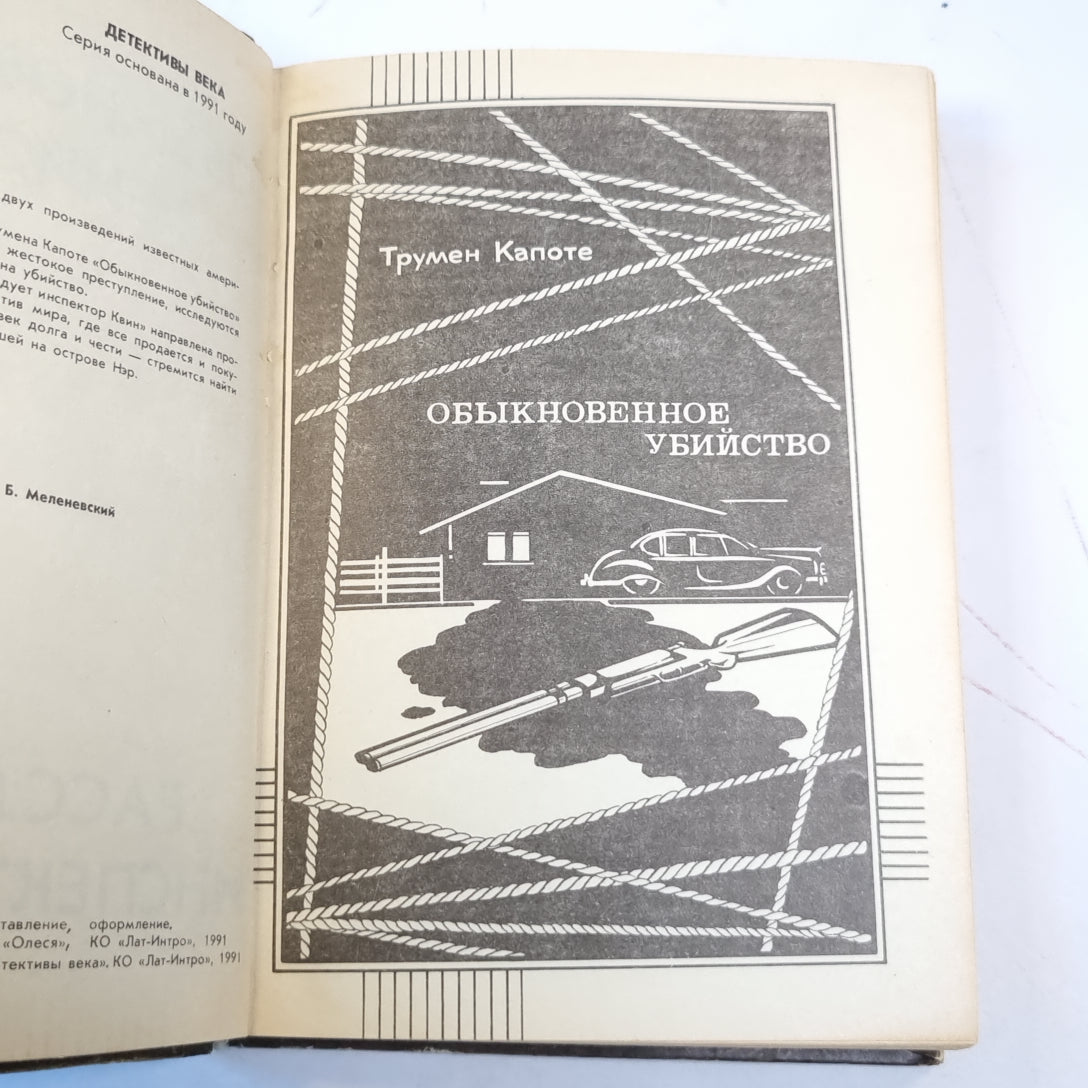 ДЕТЕКТИВЫ ВЕКА
Серия основана в 1991 году
двух произведений известных амери-
умена Капоте «Обыкновенное убийство»
жестокое преступление, исследуются
на убийство.
дует инспектор Квин» направлена про-
тив мира, где все продается и поку-
век долга и чести — стремится найти
шей на острове Нэр.
Б. Меленевский
тавление, оформление,
«Олеся», КО «Лат-Интро», 1991
тективы века». КО «Лат-Интро», 1991
Трумен Капоте
ОБЫКНОВЕННОЕ
УБИЙСТВО